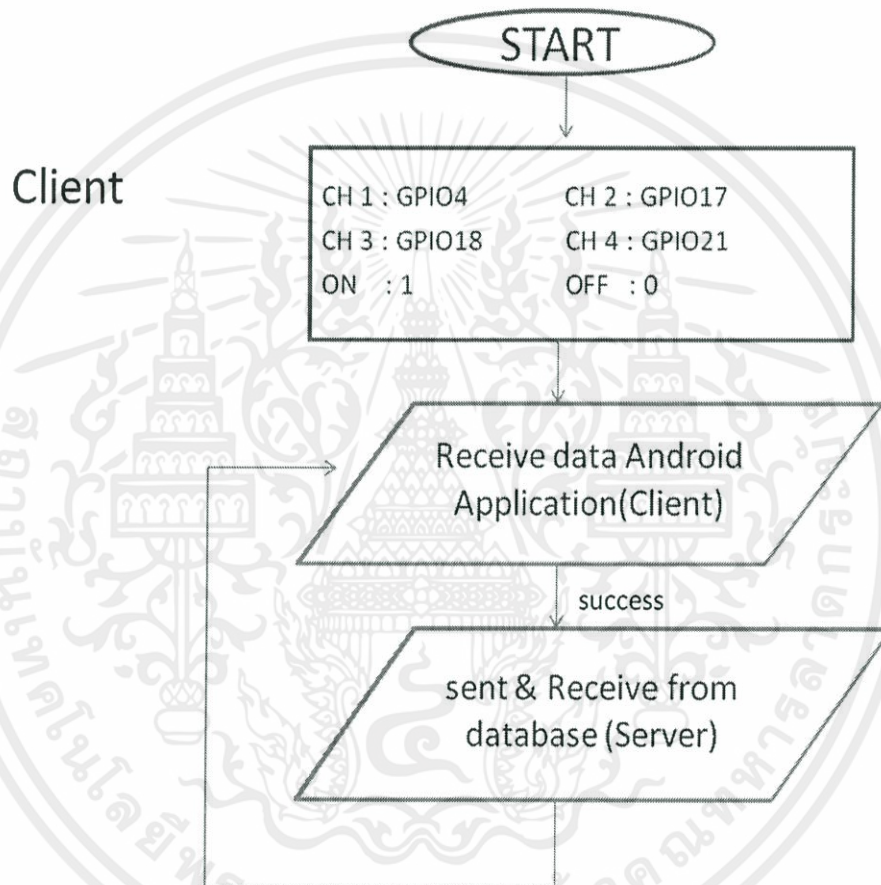 START
Client
CH 1 : GPIO4 CH 2 : GPIO17
CH 3 : GPIO18 CH 4 : GPIO21
ON : 1 OFF : 0
Receive data Android
Application(Client)
success
sent & Receive from
database (Server)